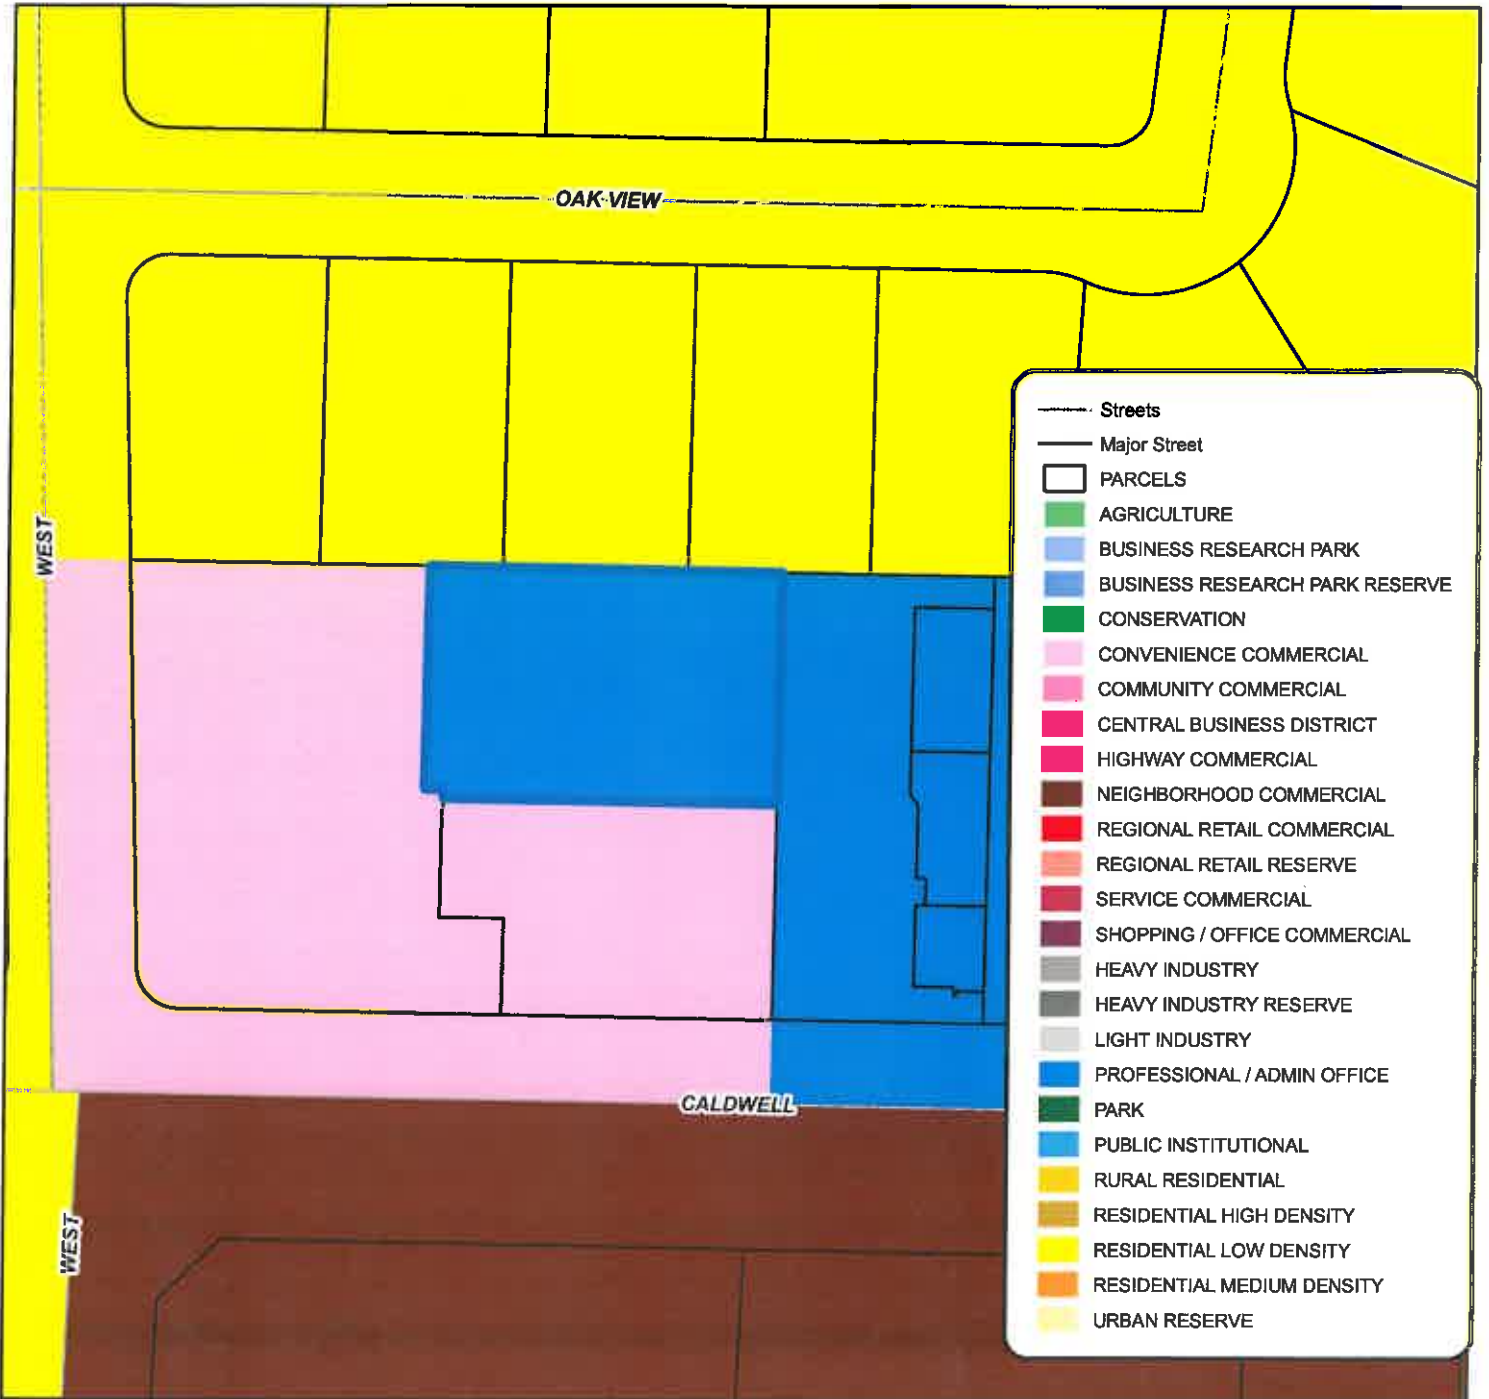 OAK VIEW
WEST
Streets
Major Street
PARCELS
AGRICULTURE
BUSINESS RESEARCH PARK
BUSINESS RESEARCH PARK RESERVE
CONSERVATION
CONVENIENCE COMMERCIAL
COMMUNITY COMMERCIAL
CENTRAL BUSINESS DISTRICT
HIGHWAY COMMERCIAL
NEIGHBORHOOD COMMERCIAL
REGIONAL RETAIL COMMERCIAL
REGIONAL RETAIL RESERVE
SERVICE COMMERCIAL
SHOPPING / OFFICE COMMERCIAL
HEAVY INDUSTRY
HEAVY INDUSTRY RESERVE
LIGHT INDUSTRY
PROFESSIONAL / ADMIN OFFICE
PARK
PUBLIC INSTITUTIONAL
RURAL RESIDENTIAL
RESIDENTIAL HIGH DENSITY
RESIDENTIAL LOW DENSITY
RESIDENTIAL MEDIUM DENSITY
URBAN RESERVE
CALDWELL
WEST